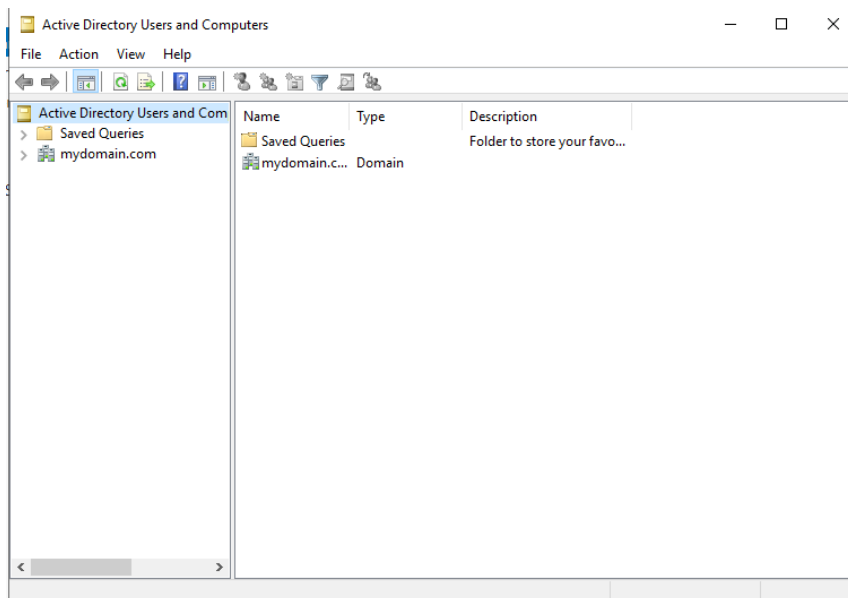 Active Directory Users and Computers
File Action View Help
Active Directory Users and Com
Saved Queries
mydomain.com
Name Type Description
Saved Queries Folder to store your favo...
mydomain.c... Domain